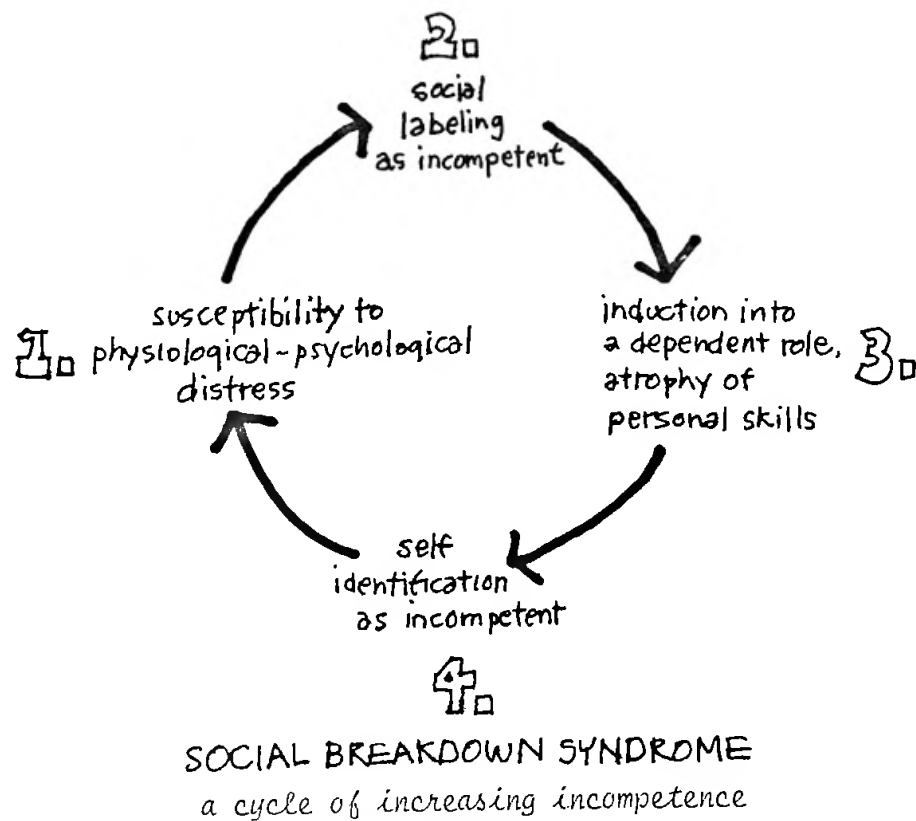 2.
social
labeling
as incompetent
1.
susceptibility to
physiological-psychological
distress
induction into
a dependent role,
atrophy of
personal skills
3.
self
identification
as incompetent
4.
SOCIAL BREAKDOWN SYNDROME
a cycle of increasing incompetence